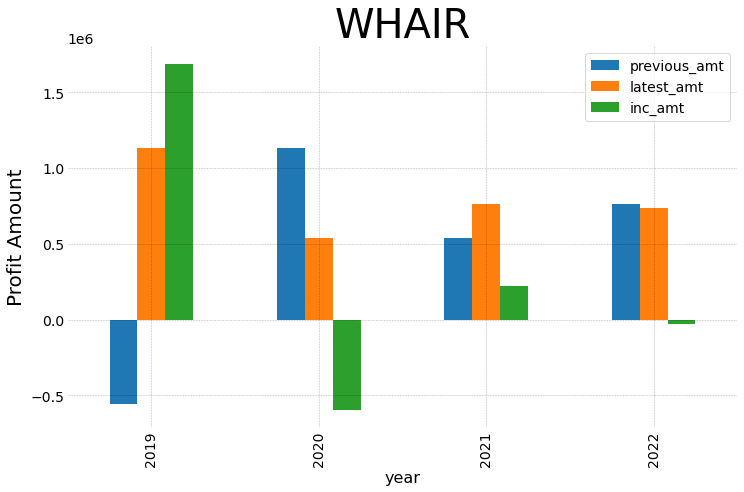 WHAIR
1e6
previous_amt
latest_amt
inc_amt
1.5
1.0
0.5
0.0
−0.5
Profit Amount
2019
2020
2021
2022
year